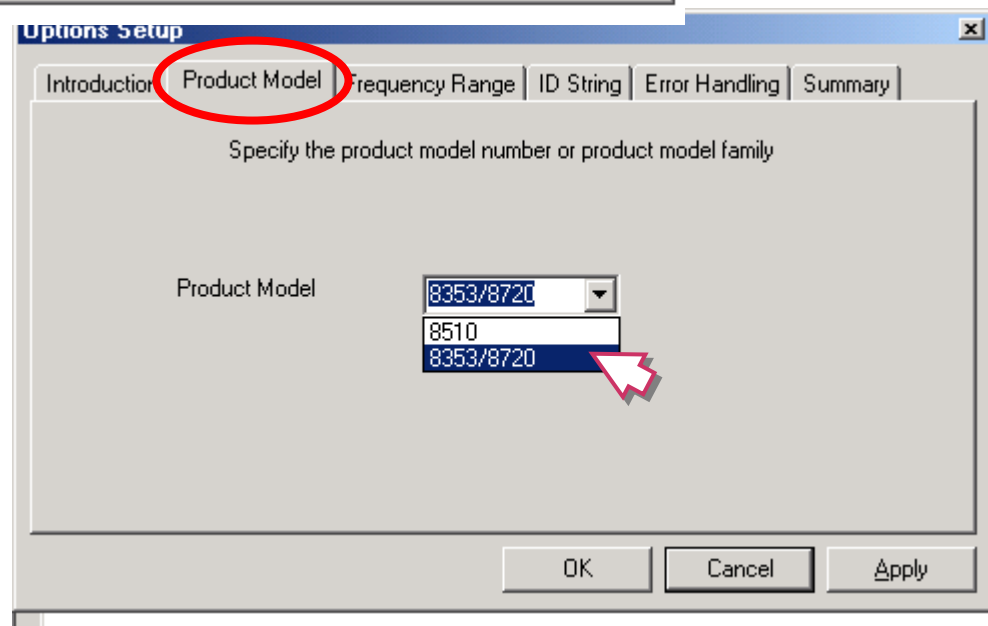 Options Setup
Introduction Product Model Frequency Range ID String Error Handling Summary
Specify the product model number or product model family
Product Model 8353/8720
8510
8353/8720
OK Cancel Apply